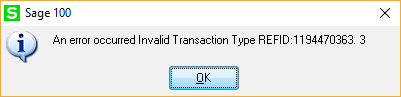 S Sage 100
An error occurred Invalid Transaction Type REFID:1194470363. 3
OK